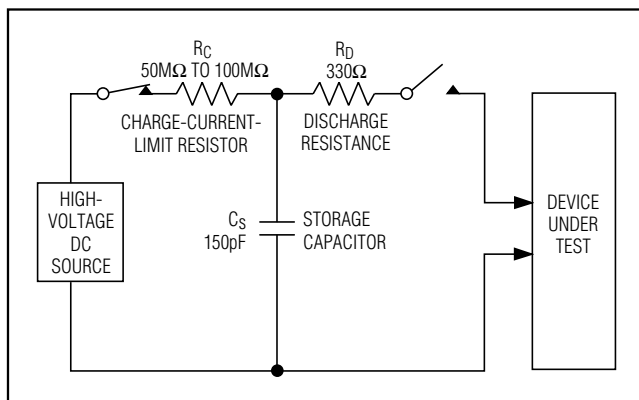 R_C
50MΩ TO 100MΩ
CHARGE-CURRENT-
LIMIT RESISTOR
R_D
330Ω
DISCHARGE
RESISTANCE
HIGH-
VOLTAGE
DC
SOURCE
C_S
150pF
STORAGE
CAPACITOR
DEVICE
UNDER
TEST